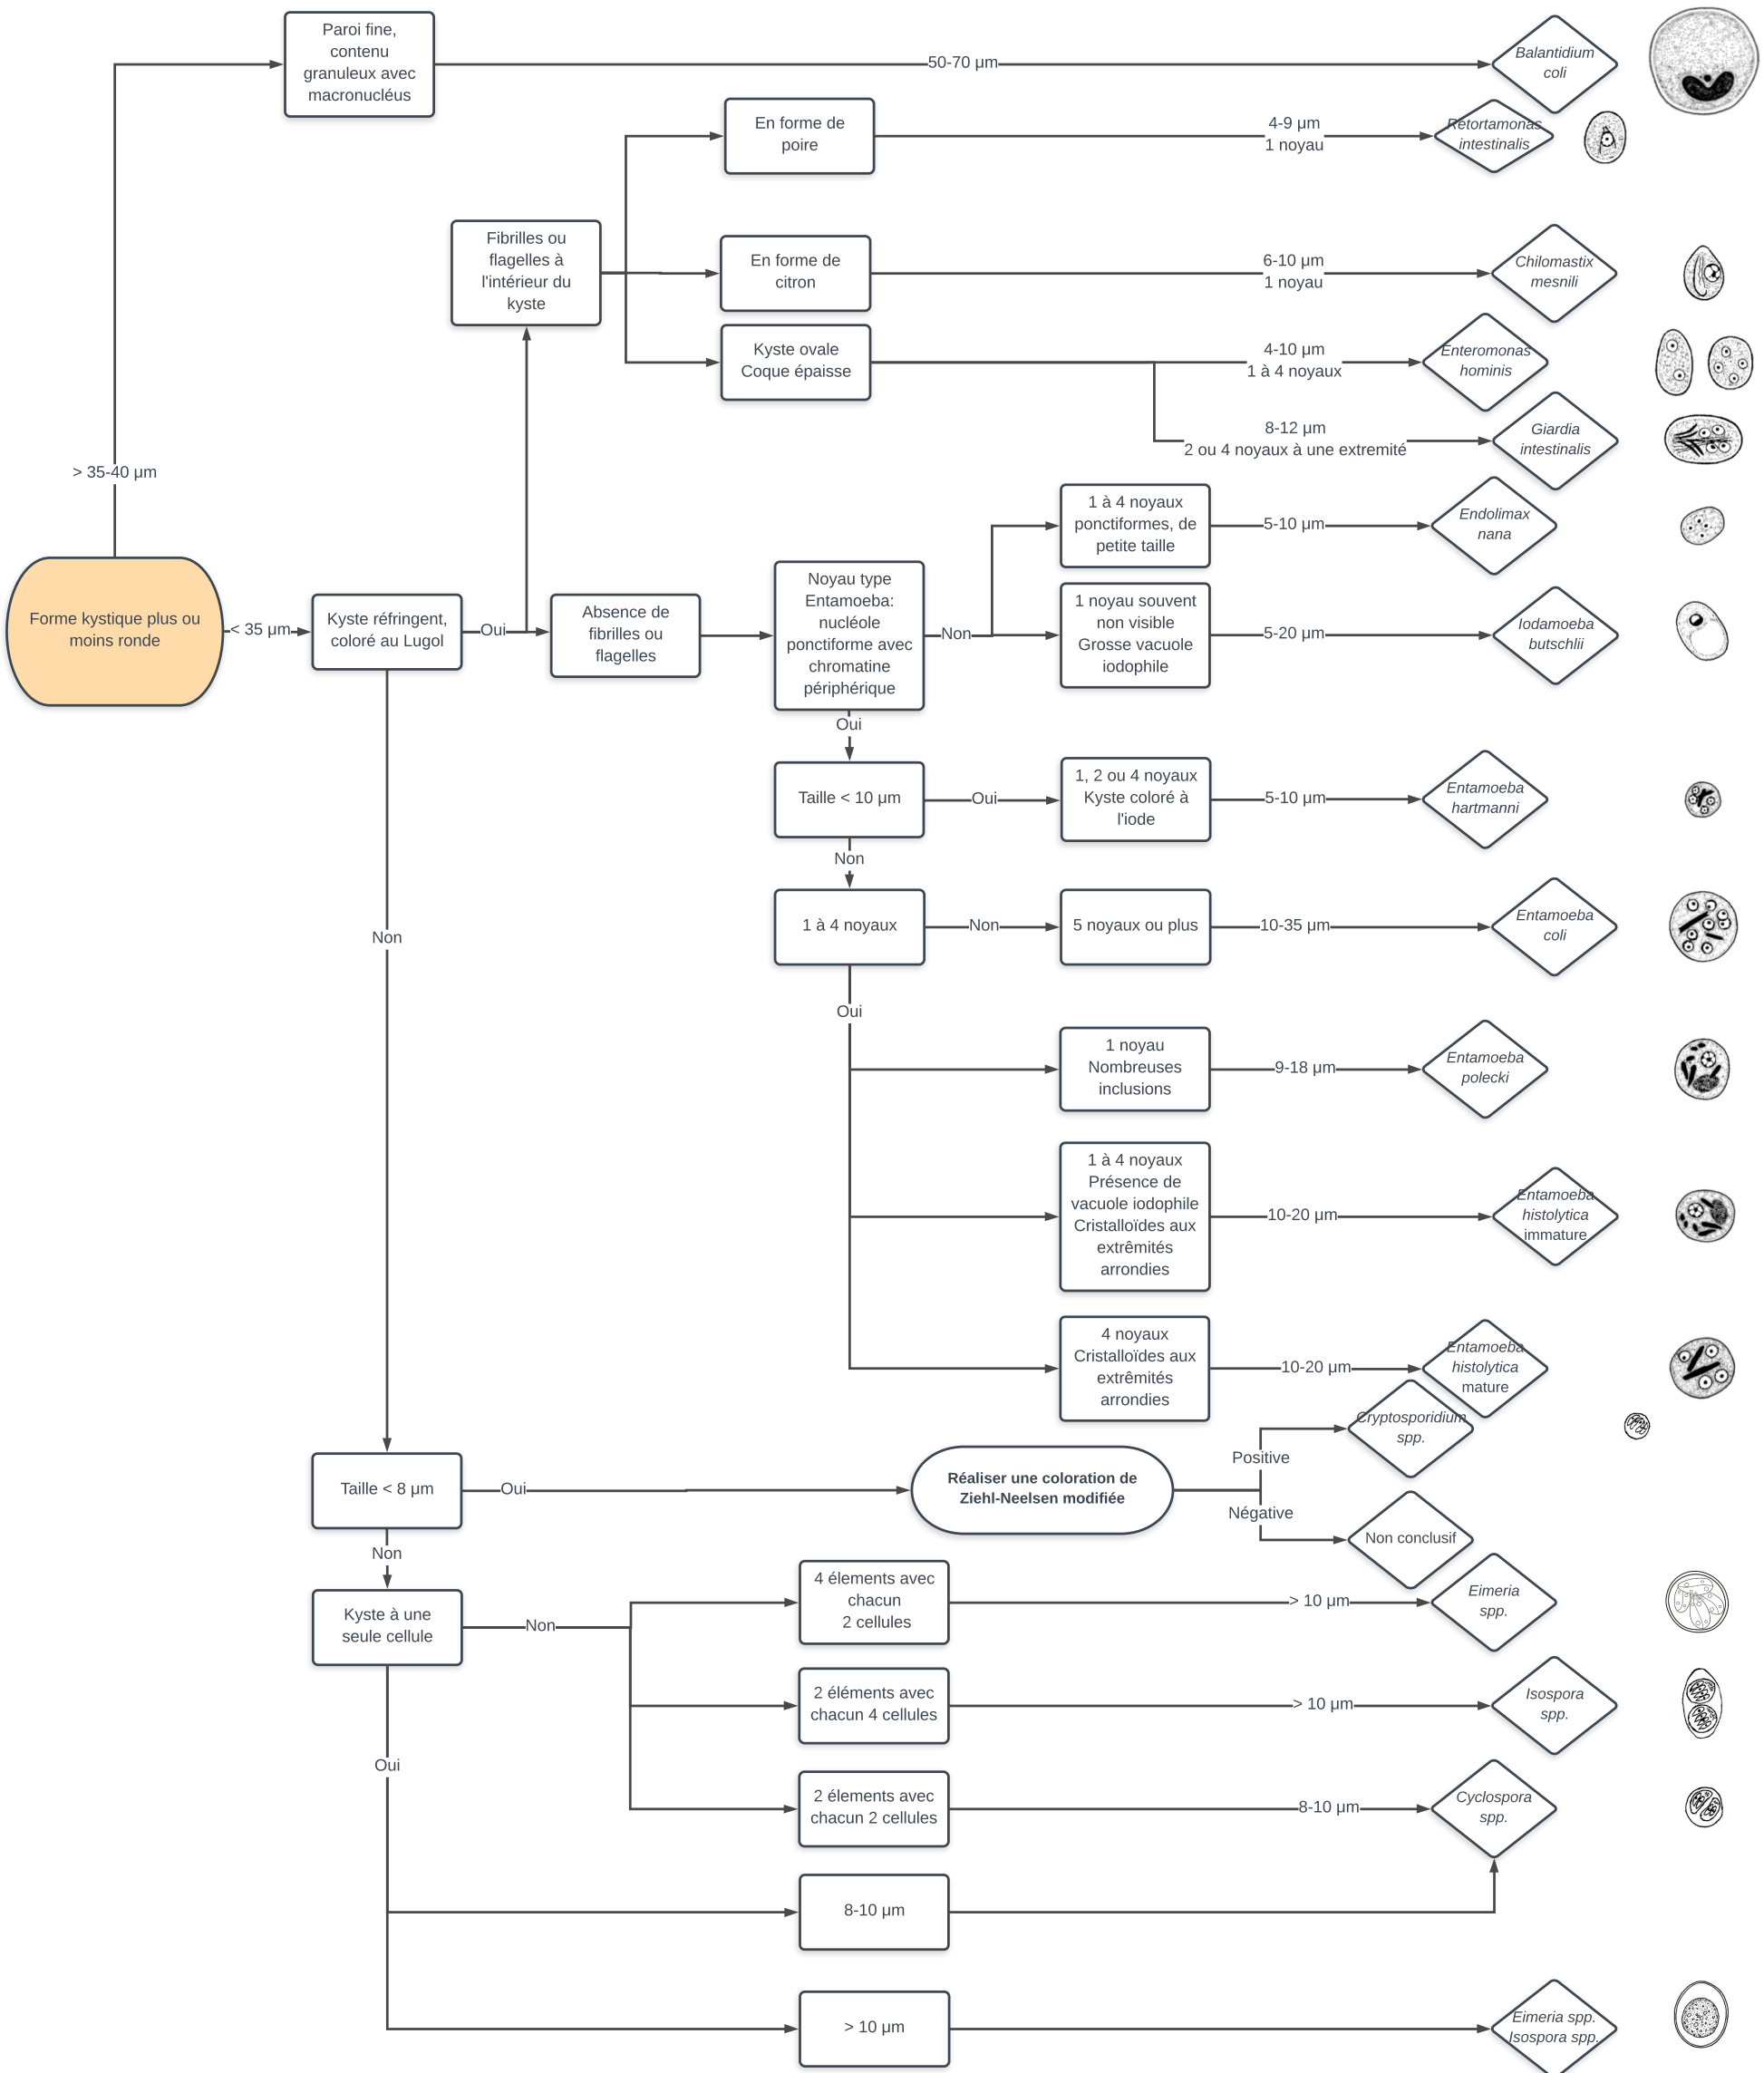 Paroi fine,
contenu
granuleux avec
macronucléus
50-70 μm
Balantidium
coli
En forme de
poire
4-9 μm
1 noyau
Retortamonas
intestinalis
Fibrilles ou
flagelles à
l'intérieur du
kyste
En forme de
citron
6-10 μm
1 noyau
Chilomastix
mesnili
Kyste ovale
Coque épaisse
4-10 μm
1 à 4 noyaux
Enteromonas
hominis
8-12 μm
2 ou 4 noyaux à une extremité
Giardia
intestinalis
> 35-40 μm
1 à 4 noyaux
ponctiformes, de
petite taille
5-10 μm
Endolimax
nana
Forme kystique plus ou
moins ronde
< 35 μm
Kyste réfringent,
coloré au Lugol
Oui
Absence de
fibrilles ou
flagelles
Noyau type
Entamoeba:
nucléole
ponctiforme avec
chromatine
périphérique
Non
1 noyau souvent
non visible
Grosse vacuole
iodophile
5-20 μm
Iodamoeba
butschlii
Oui
Taille < 10 μm
Oui
1, 2 ou 4 noyaux
Kyste coloré à
l'iode
5-10 μm
Entamoeba
hartmanni
Non
1 à 4 noyaux
Non
5 noyaux ou plus
10-35 μm
Entamoeba
coli
Non
Oui
1 noyau
Nombreuses
inclusions
9-18 μm
Entamoeba
polecki
1 à 4 noyaux
Présence de
vacuole iodophile
Cristalloïdes aux
extrêmités
arrondies
10-20 μm
Entamoeba
histolytica
immature
4 noyaux
Cristalloïdes aux
extrêmités
arrondies
10-20 μm
Entamoeba
histolytica
mature
Taille < 8 μm
Oui
Réaliser une coloration de
Ziehl-Neelsen modifiée
Positive
Cryptosporidium
spp.
Négative
Non conclusif
Non
Kyste à une
seule cellule
Non
4 élements avec
chacun
2 cellules
> 10 μm
Eimeria
spp.
2 éléments avec
chacun 4 cellules
> 10 μm
Isospora
spp.
Oui
2 élements avec
chacun 2 cellules
8-10 μm
Cyclospora
spp.
8-10 μm
> 10 μm
Eimeria spp.
Isospora spp.